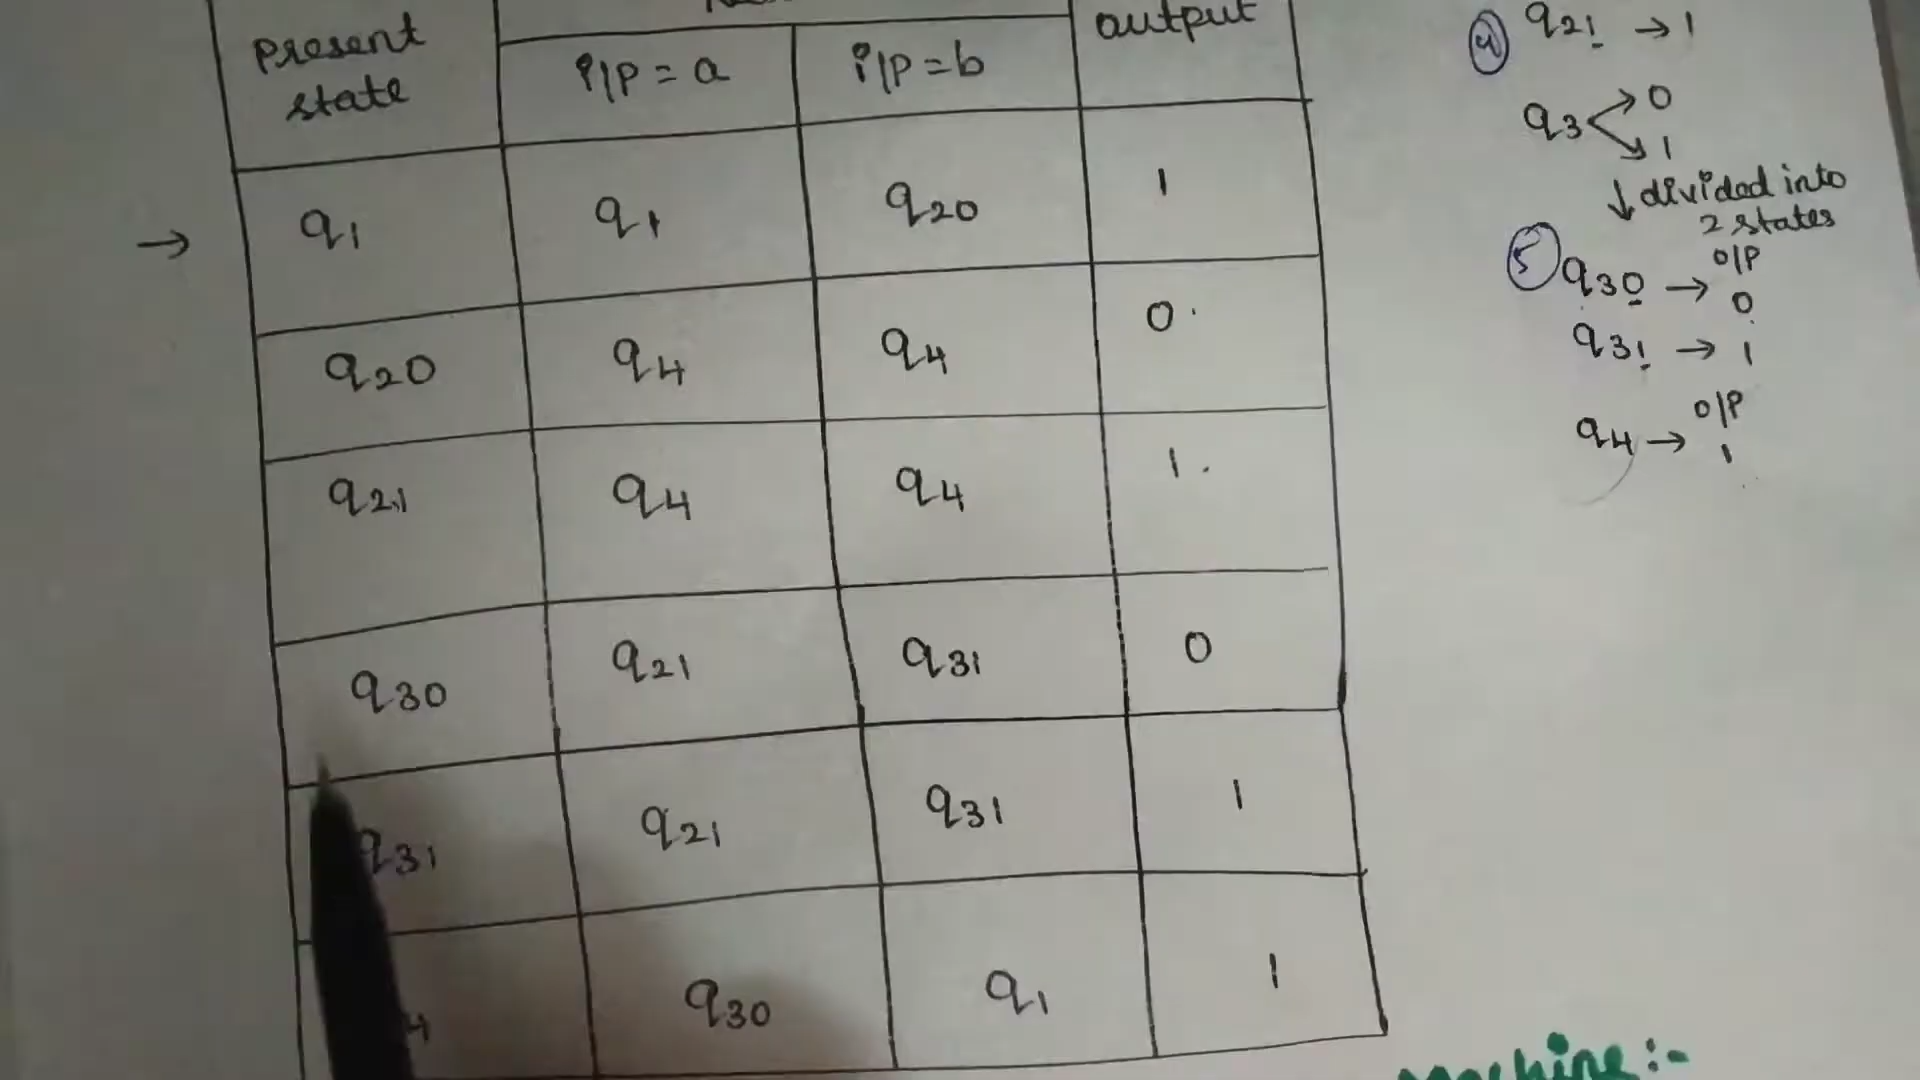 present state
i/p = a
i/p = b
output
→ q1 q1 q20 1
q20 q4 q4 0
q21 q4 q4 1
q30 q21 q31 0
q31 q21 q31 1
q30 q1 1
④ q21 → 1
q3 → 0
→ 1
↓ divided into
2 states
o/p
⑤ q30 → 0
q31 → 1
o/p
q4 → 1
machine:-